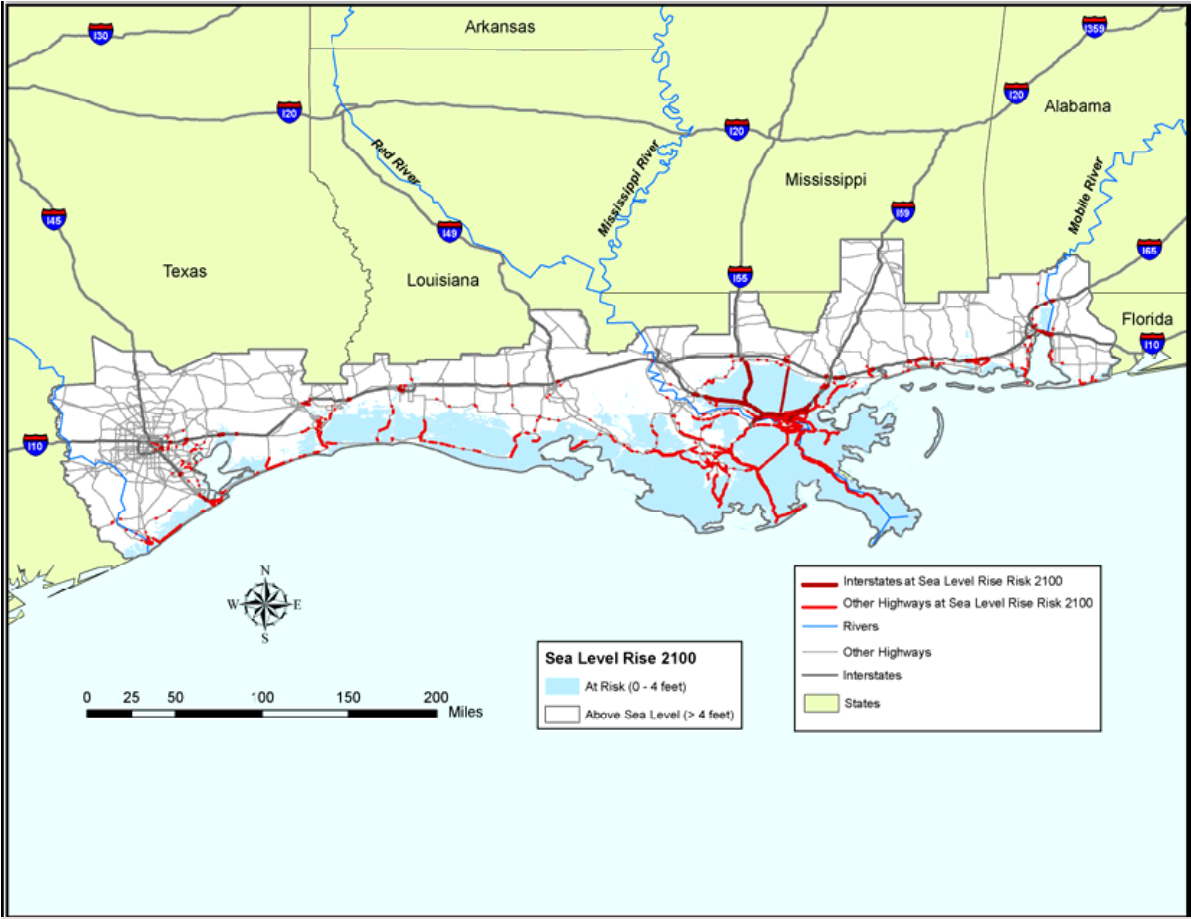 Arkansas
I30
I359
I20
I20
I20
Alabama
Red River
Mississippi River
Mississippi
Mobile River
I45
I49
I59
I65
Texas
Louisiana
I55
Florida
I10
I10
N
W E
S
Interstates at Sea Level Rise Risk 2100
Other Highways at Sea Level Rise Risk 2100
Rivers
Other Highways
Interstates
States
Sea Level Rise 2100
At Risk (0 - 4 feet)
Above Sea Level (> 4 feet)
0 25 50 100 150 200
Miles